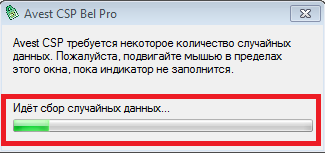 Avest CSP Bel Pro
Avest CSP требуется некоторое количество случайных
данных. Пожалуйста, подвигайте мышью в пределах
этого окна, пока индикатор не заполнится.
Идёт сбор случайных данных...